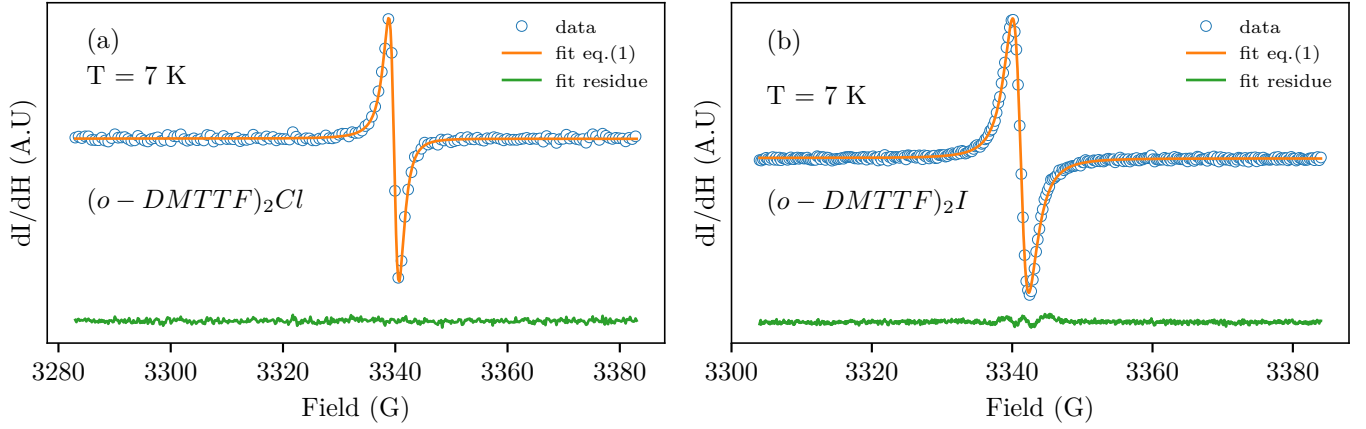 (a)
T = 7 K
(o − DMTTF)₂Cl
data
fit eq.(1)
fit residue
dI/dH (A.U)
3280 3300 3320 3340 3360 3380
Field (G)
(b)
T = 7 K
(o − DMTTF)₂I
data
fit eq.(1)
fit residue
dI/dH (A.U)
3300 3320 3340 3360 3380
Field (G)